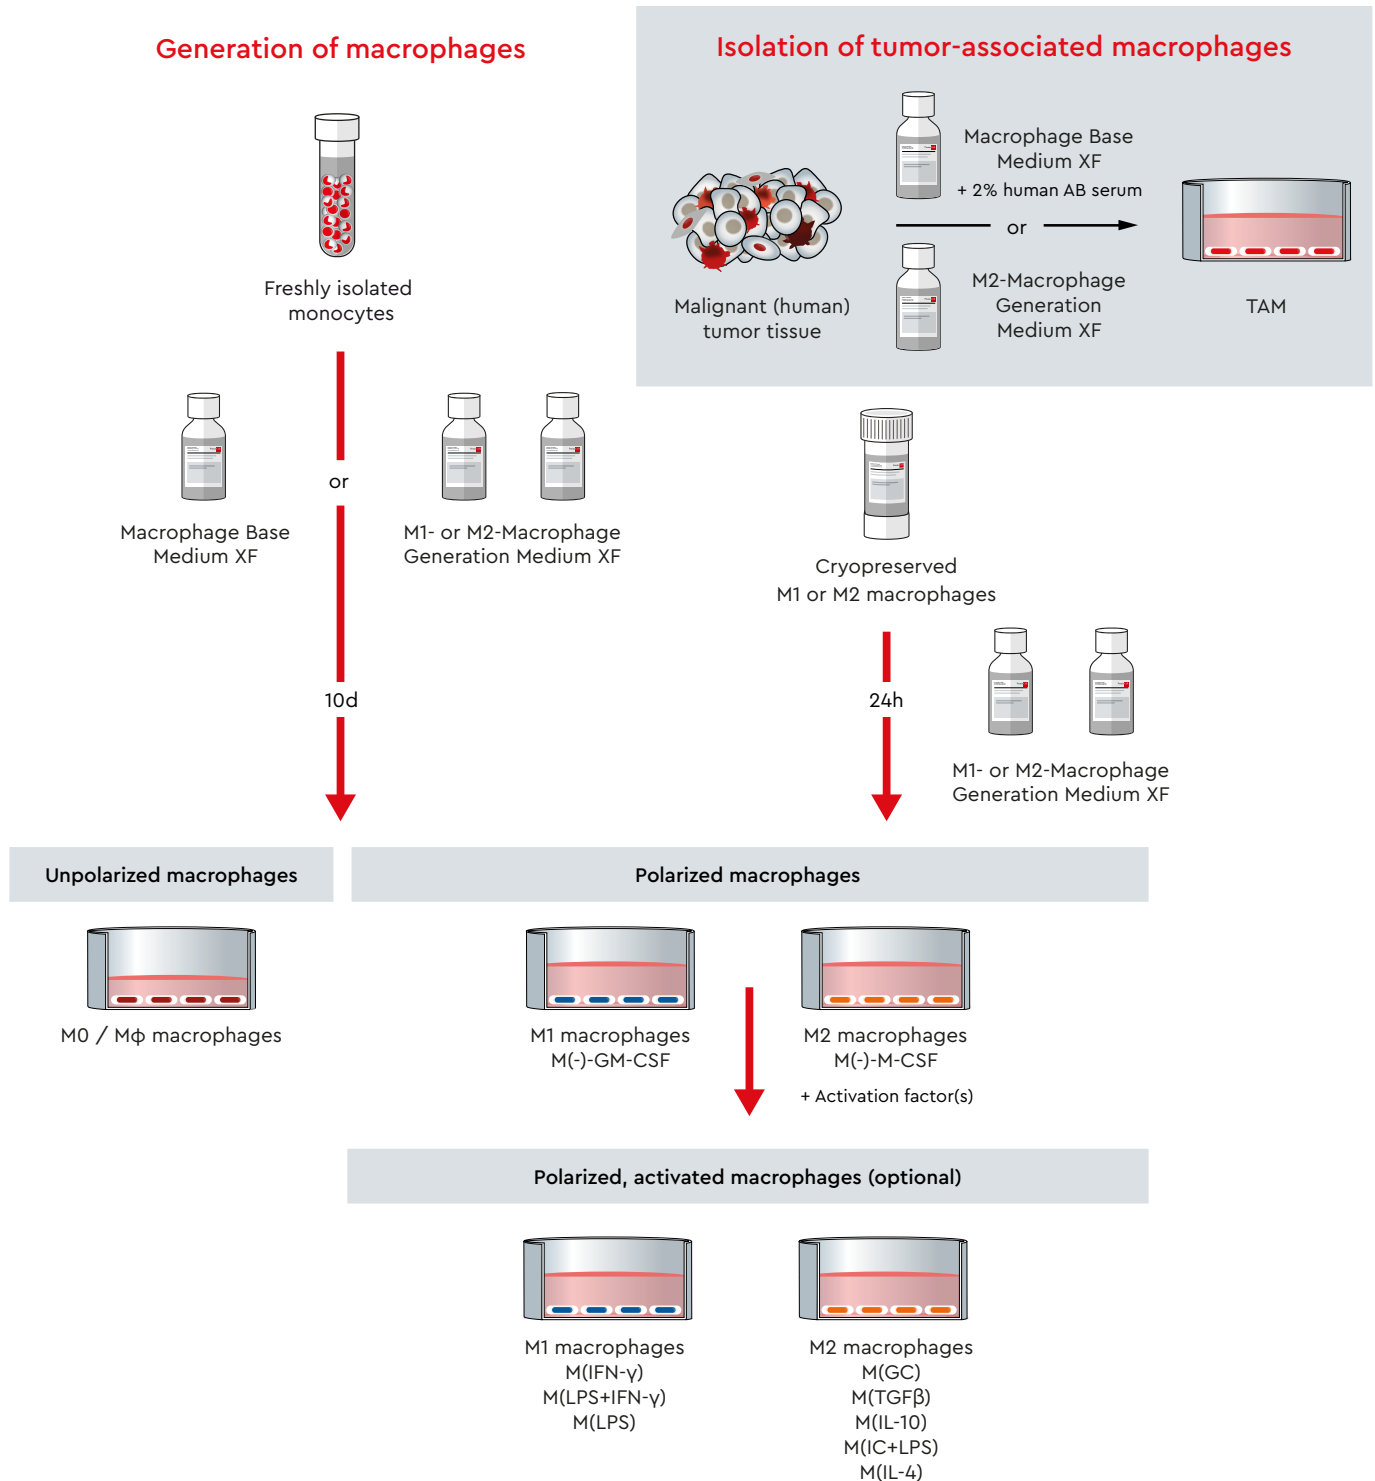 Generation of macrophages
Isolation of tumor-associated macrophages
Freshly isolated
monocytes
Malignant (human)
tumor tissue
Macrophage Base
Medium XF
+ 2% human AB serum
or
M2-Macrophage
Generation
Medium XF
TAM
Macrophage Base
Medium XF
or
M1- or M2-Macrophage
Generation Medium XF
10d
Cryopreserved
M1 or M2 macrophages
24h
M1- or M2-Macrophage
Generation Medium XF
Unpolarized macrophages
Polarized macrophages
M0 / Mϕ macrophages
M1 macrophages
M(-)-GM-CSF
M2 macrophages
M(-)-M-CSF
+ Activation factor(s)
Polarized, activated macrophages (optional)
M1 macrophages
M(IFN-γ)
M(LPS+IFN-γ)
M(LPS)
M2 macrophages
M(GC)
M(TGFβ)
M(IL-10)
M(IC+LPS)
M(IL-4)